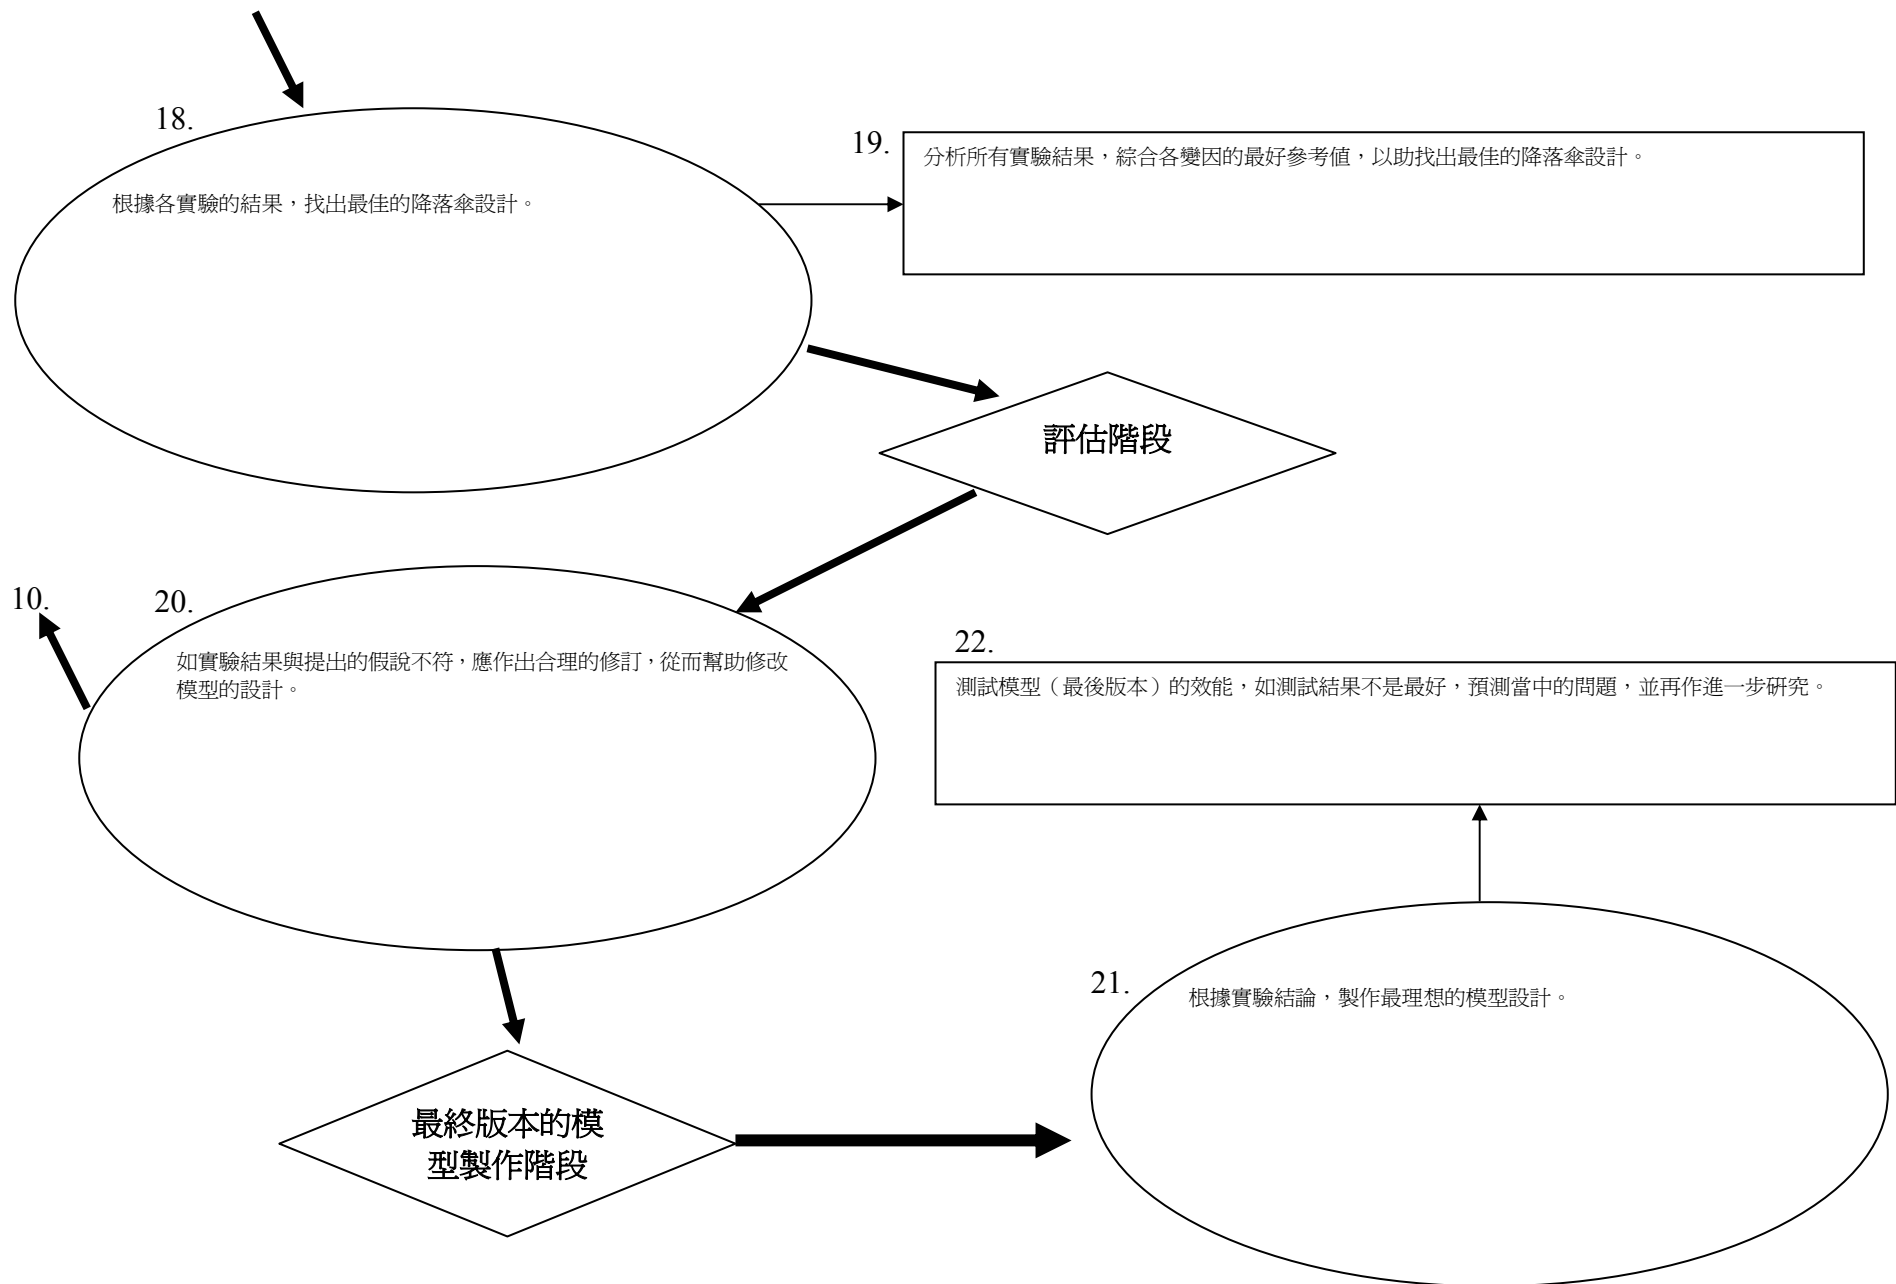 18.
根據各實驗的結果，找出最佳的降落傘設計。
19.
分析所有實驗結果，綜合各變因的最好參考值，以助找出最佳的降落傘設計。
評估階段
10.
20.
如實驗結果與提出的假說不符，應作出合理的修訂，從而幫助修改
模型的設計。
22.
測試模型（最後版本）的效能，如測試結果不是最好，預測當中的問題，並再作進一步研究。
21.
根據實驗結論，製作最理想的模型設計。
最終版本的模
型製作階段